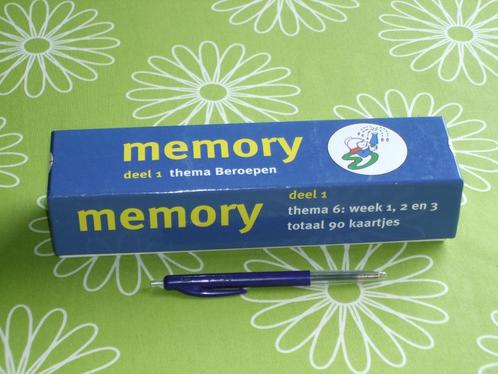 memory
deel 1 thema Beroepen
memory
deel 1
thema 6: week 1, 2 en 3
totaal 90 kaartjes